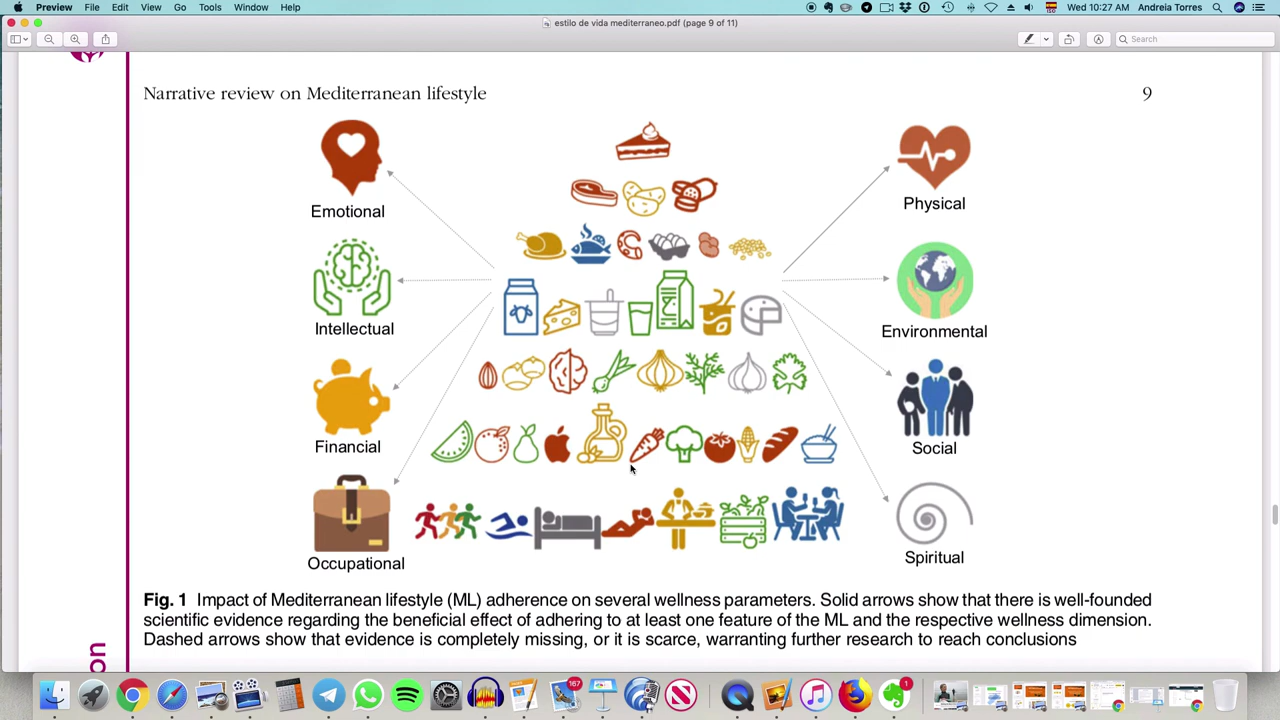 Preview File Edit View Go Tools Window Help Wed 10:27 AM Andreia Torres
estilo de vida mediterraneo.pdf (page 9 of 11)
Search
Narrative review on Mediterranean lifestyle 9
Emotional
Physical
Intellectual
Environmental
Financial
Social
Occupational
Spiritual
Fig. 1 Impact of Mediterranean lifestyle (ML) adherence on several wellness parameters. Solid arrows show that there is well-founded
scientific evidence regarding the beneficial effect of adhering to at least one feature of the ML and the respective wellness dimension.
Dashed arrows show that evidence is completely missing, or it is scarce, warranting further research to reach conclusions
on
167
1